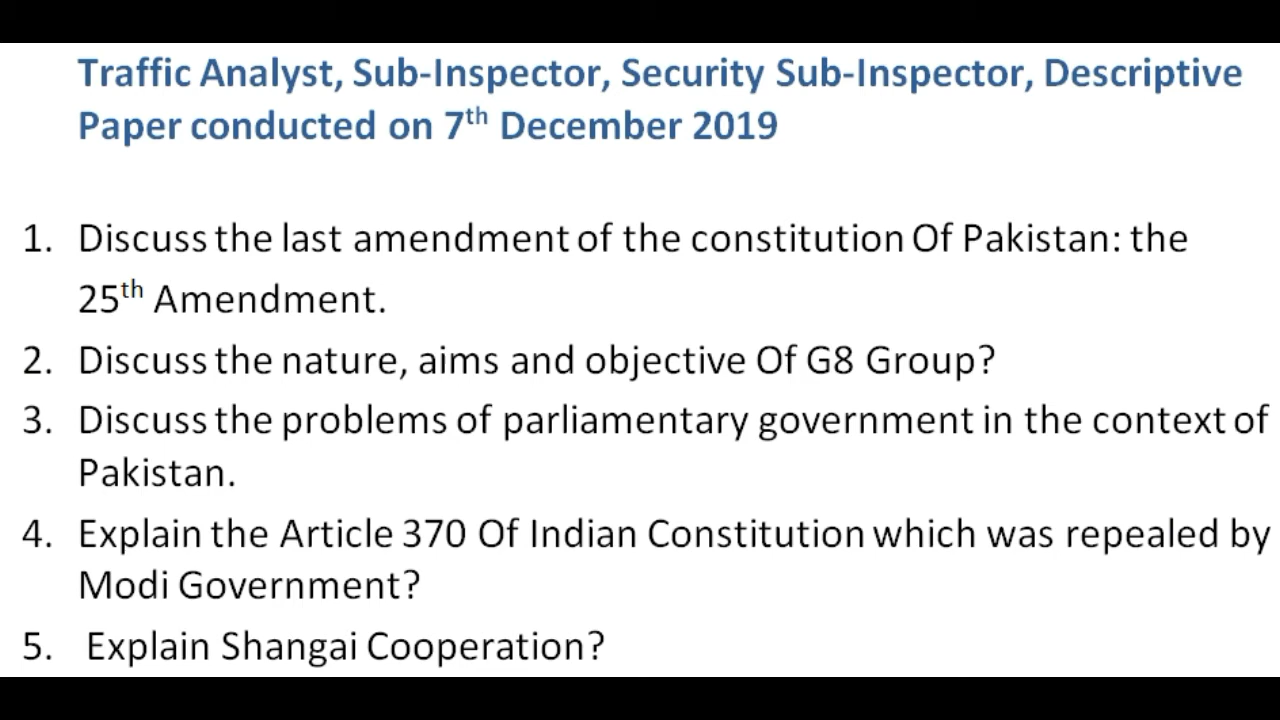 Traffic Analyst, Sub-Inspector, Security Sub-Inspector, Descriptive
Paper conducted on 7th December 2019
1. Discuss the last amendment of the constitution Of Pakistan: the
25th Amendment.
2. Discuss the nature, aims and objective Of G8 Group?
3. Discuss the problems of parliamentary government in the context of
Pakistan.
4. Explain the Article 370 Of Indian Constitution which was repealed by
Modi Government?
5. Explain Shangai Cooperation?